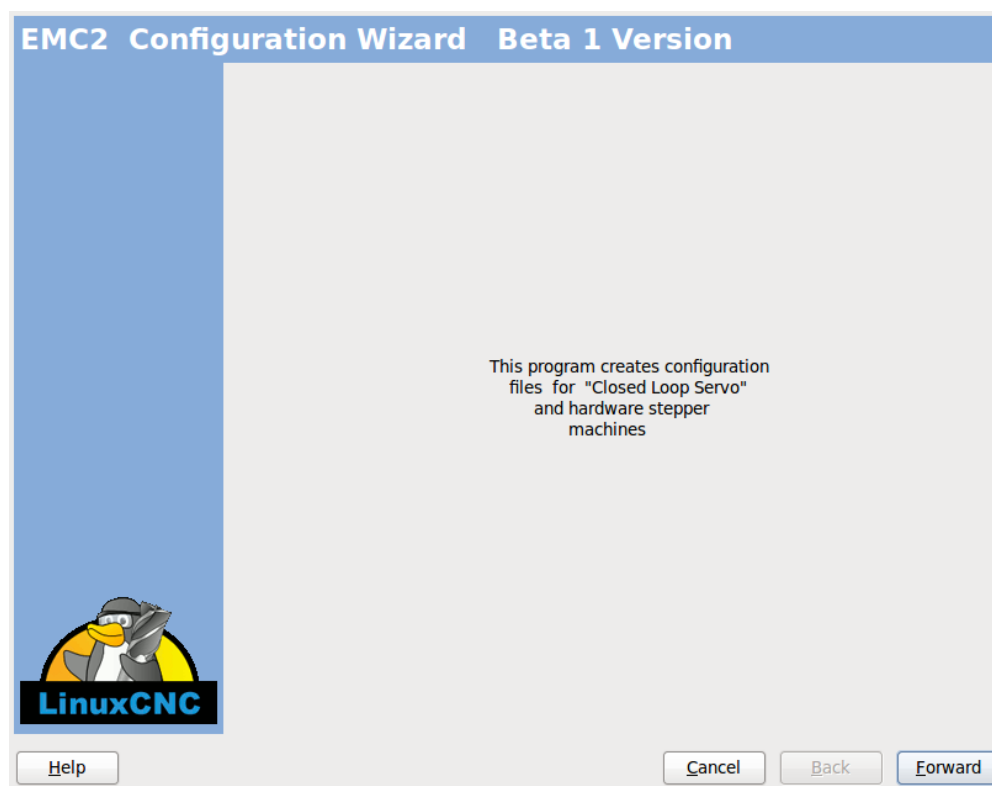 EMC2 Configuration Wizard Beta 1 Version
This program creates configuration
files for "Closed Loop Servo"
and hardware stepper
machines
LinuxCNC
Help
Cancel
Back
Forward